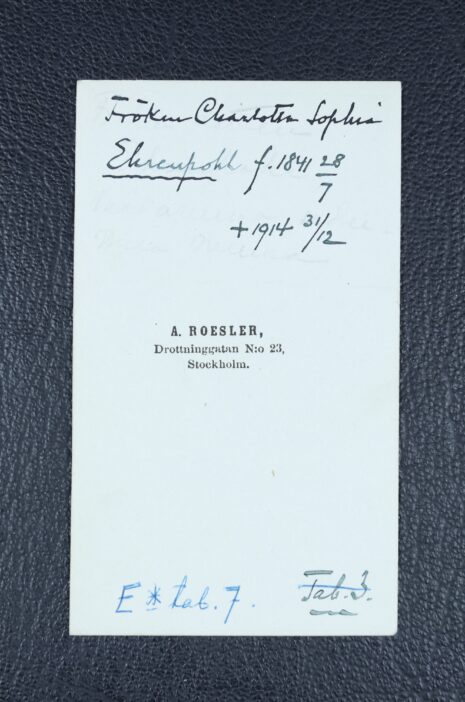 Fröken Charlotta Sophia
Ehrenpohl f. 1841 28/7
+ 1914 31/12
A. ROESLER,
Drottninggatan N:o 23,
Stockholm.
E * tab. 7. Tab. 3.